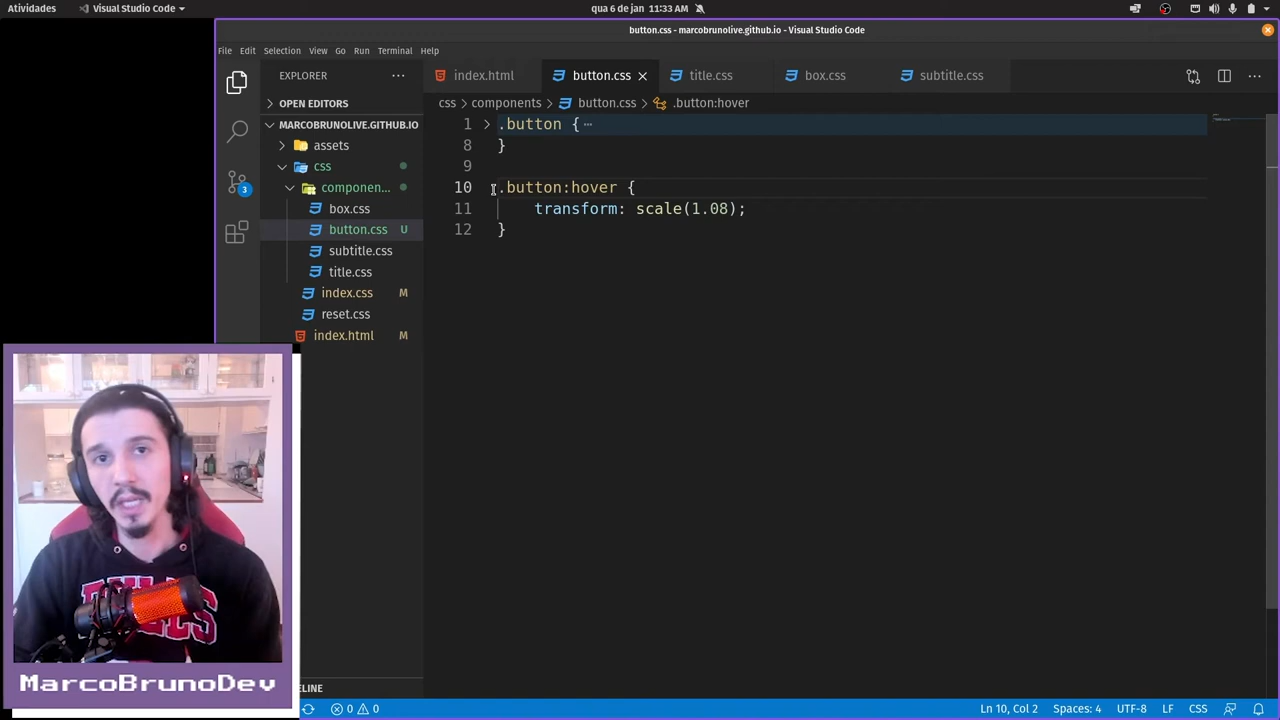 Atividades Visual Studio Code qua 6 de jan 11:33 AM
button.css - marcobrunolive.github.io - Visual Studio Code
File Edit Selection View Go Run Terminal Help
EXPLORER
index.html button.css title.css box.css subtitle.css
OPEN EDITORS
css components button.css .button:hover
MARCOBRUNOLIVE.GITHUB.IO
assets
css
componen...
box.css
button.css U
subtitle.css
title.css
index.css M
reset.css
index.html M
3
1 .button {
8 }
9
10 .button:hover {
11 transform: scale(1.08);
12 }
MarcoBrunoDev
LINE
0 0 Ln 10, Col 2 Spaces: 4 UTF-8 LF CSS